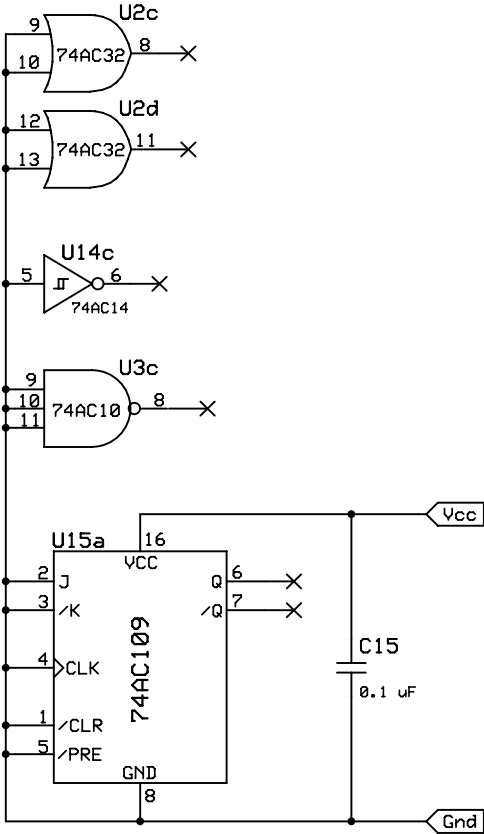 U2c
9 8
74AC32
10
U2d
12 11
74AC32
13
U14c
5 6
74AC14
U3c
9
10 74AC10 8
11
Vcc
U15a 16
VCC
2 J Q 6
3 /K /Q 7
74AC109
C15
4 CLK
0.1 uF
1 /CLR
5 /PRE
GND
8
Gnd